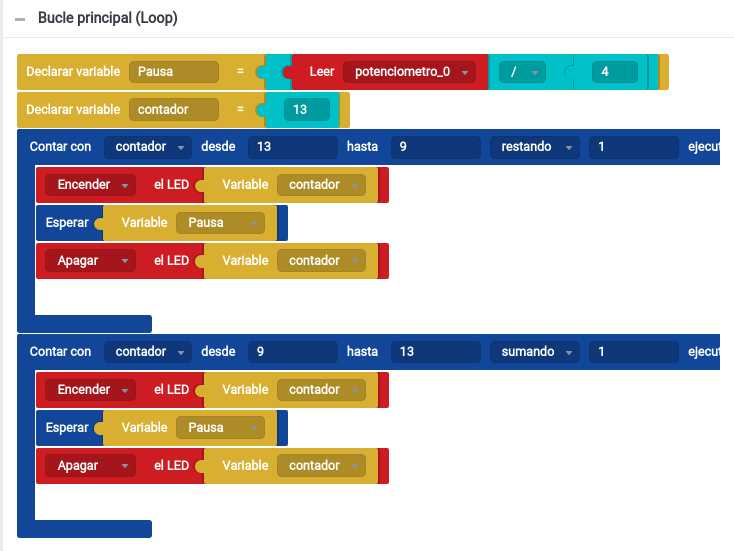 Bucle principal (Loop)
Declarar variable Pausa = Leer potenciometro_0 / 4
Declarar variable contador = 13
Contar con contador desde 13 hasta 9 restando 1 ejecut
Encender el LED Variable contador
Esperar Variable Pausa
Apagar el LED Variable contador
Contar con contador desde 9 hasta 13 sumando 1 ejecut
Encender el LED Variable contador
Esperar Variable Pausa
Apagar el LED Variable contador